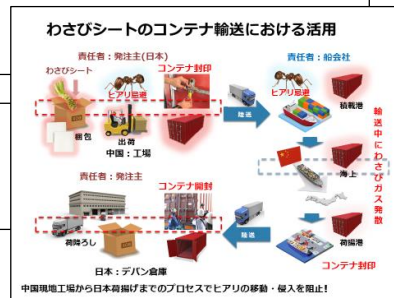 わさびシートのコンテナ輸送における活用
責任者：発注主(日本)
責任者：船会社
わさびシート
コンテナ封印
ヒアリ忌避
ヒアリ忌避
陸送
積載港
梱包
出荷
中国：工場
輸送中にわさびガス発散
海上
責任者：発注主
コンテナ開封
荷降ろし
陸送
荷揚港
コンテナ封印
日本：デバン倉庫
中国現地工場から日本荷揚げまでのプロセスでヒアリの移動・侵入を阻止!